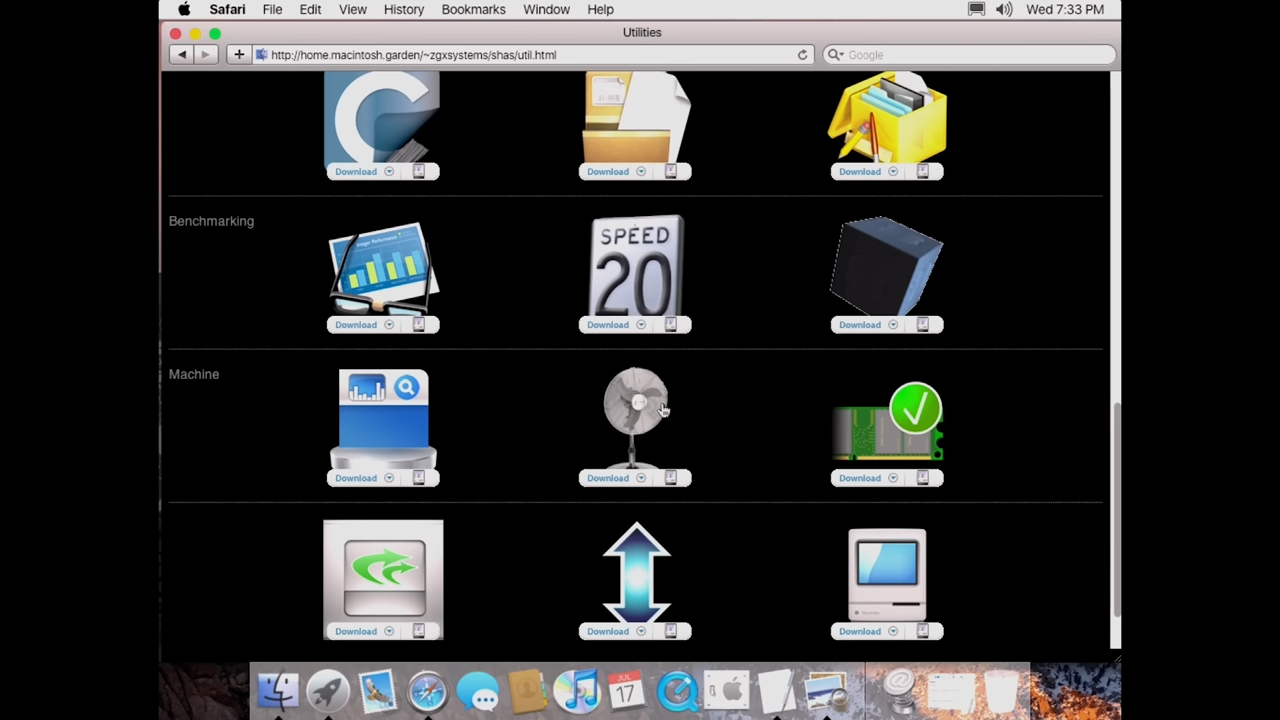 Safari File Edit View History Bookmarks Window Help Wed 7:33 PM
Utilities
http://home.macintosh.garden/~zgxsystems/shas/util.html Google
Download Download Download
Benchmarking
SPEED
20
Download Download Download
Machine
Download Download Download
Download Download Download
JUL
17